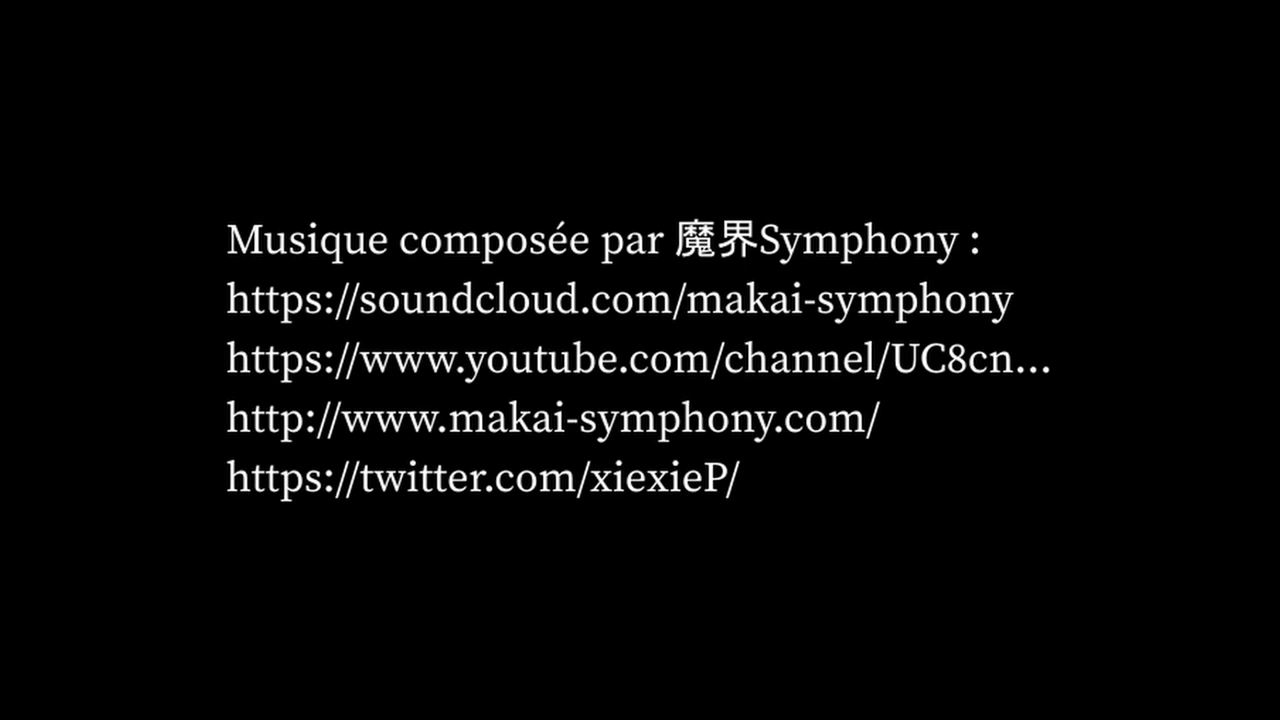 Musique composée par 魔界Symphony :
https://soundcloud.com/makai-symphony
https://www.youtube.com/channel/UC8cn...
http://www.makai-symphony.com/
https://twitter.com/xiexieP/